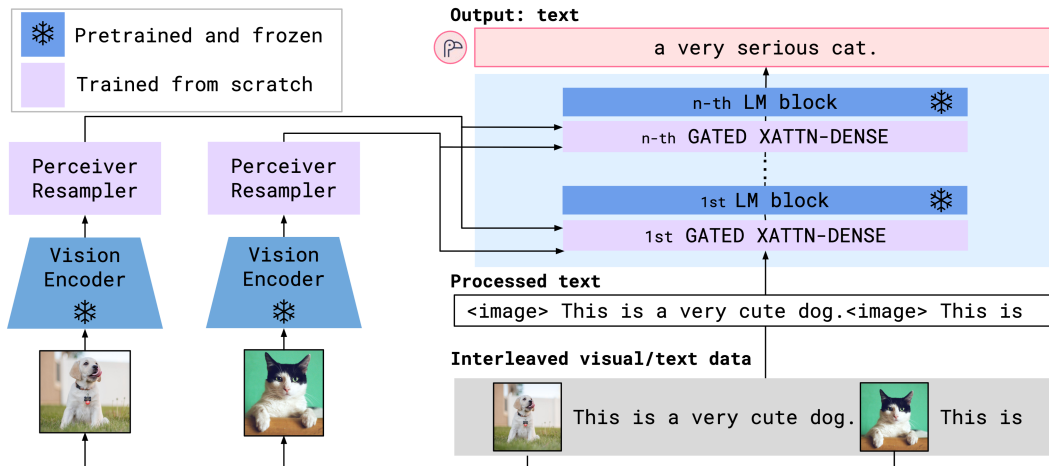 Pretrained and frozen
Trained from scratch
Output: text
a very serious cat.
n-th LM block
n-th GATED XATTN-DENSE
1st LM block
1st GATED XATTN-DENSE
Perceiver
Resampler
Perceiver
Resampler
Vision
Encoder
Vision
Encoder
Processed text
<image> This is a very cute dog.<image> This is
Interleaved visual/text data
This is a very cute dog.
This is